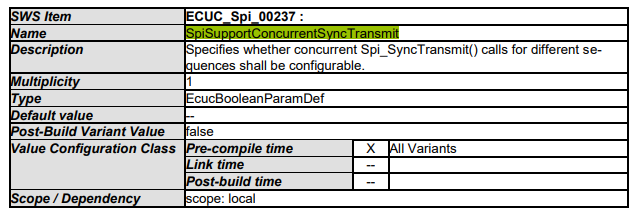 SWS Item ECUC_Spi_00237 :
Name SpiSupportConcurrentSyncTransmit
Description Specifies whether concurrent Spi_SyncTransmit() calls for different se-
quences shall be configurable.
Multiplicity 1
Type EcucBooleanParamDef
Default value --
Post-Build Variant Value false
Value Configuration Class Pre-compile time X All Variants
Link time --
Post-build time --
Scope / Dependency scope: local